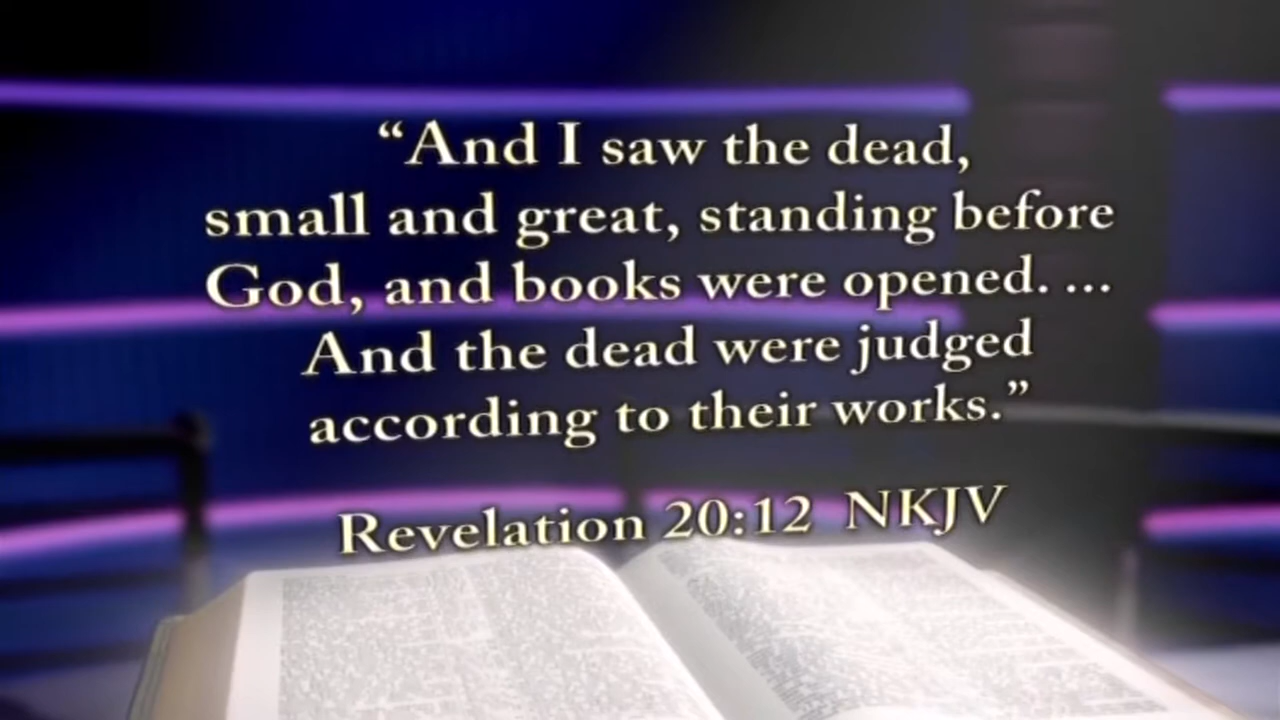 “And I saw the dead,
small and great, standing before
God, and books were opened. ...
And the dead were judged
according to their works.”
Revelation 20:12 NKJV